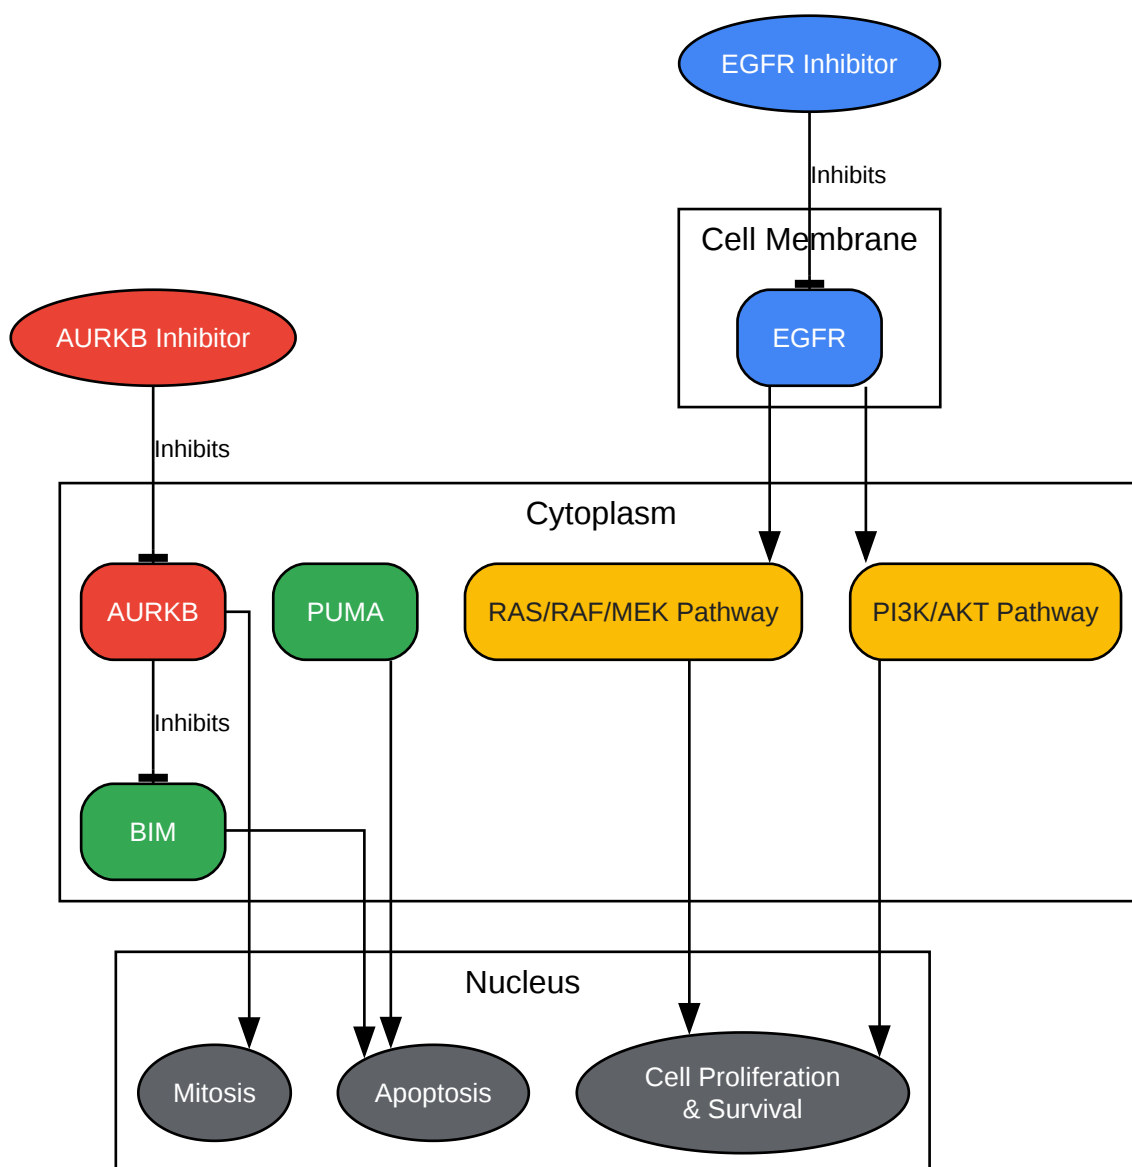 EGFR Inhibitor
Inhibits
Cell Membrane
EGFR
AURKB Inhibitor
Inhibits
Cytoplasm
AURKB
PUMA
RAS/RAF/MEK Pathway
PI3K/AKT Pathway
Inhibits
BIM
Nucleus
Mitosis
Apoptosis
Cell Proliferation
& Survival